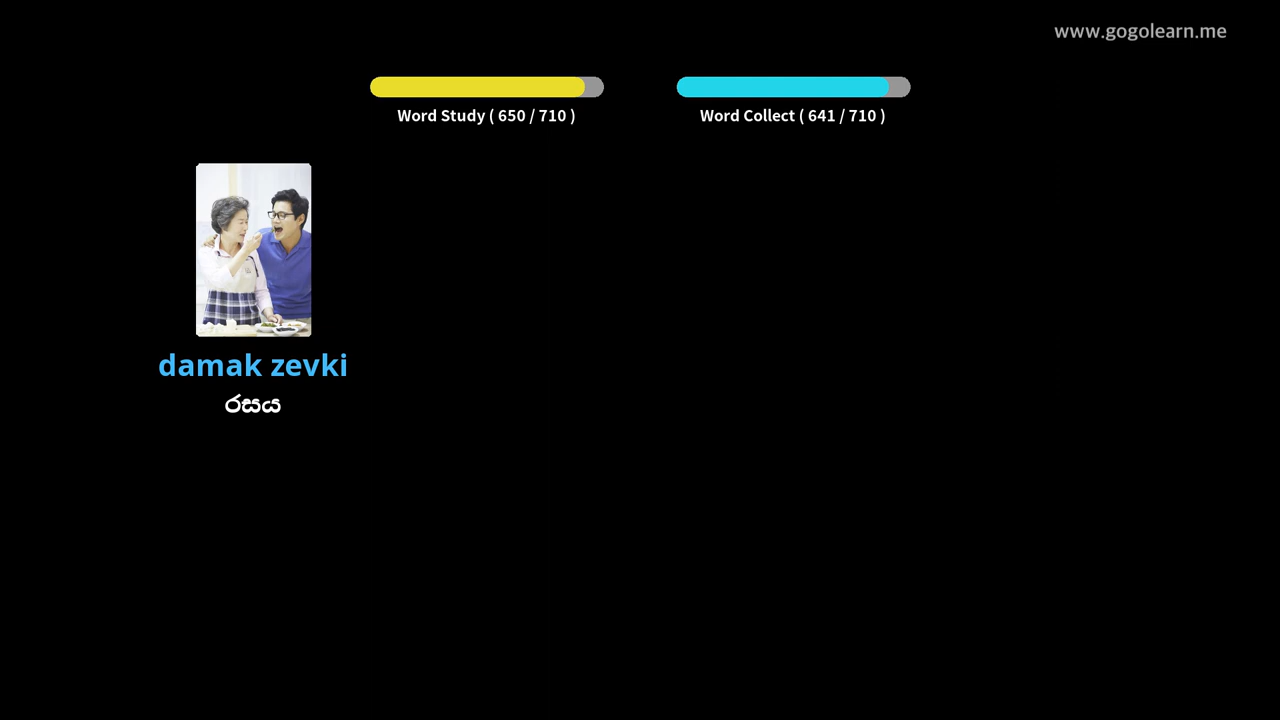 www.gogolearn.me
Word Study ( 650 / 710 )
Word Collect ( 641 / 710 )
damak zevki
රසය